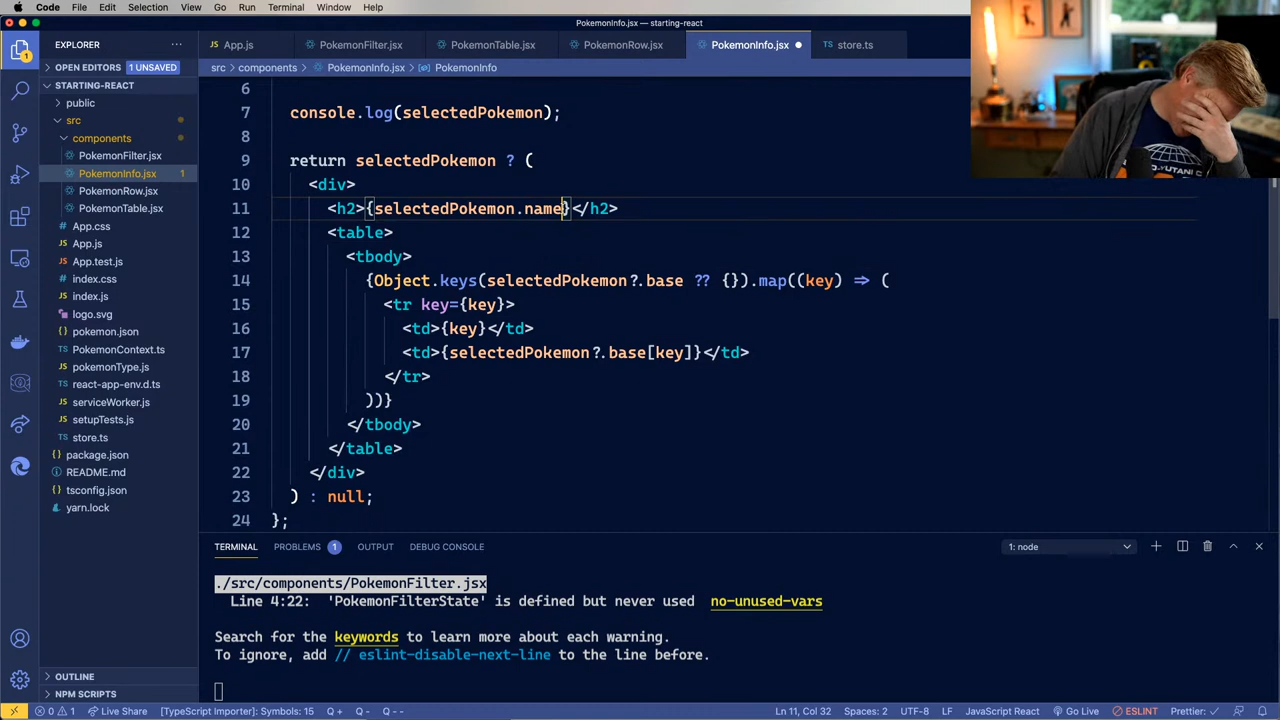 Code File Edit Selection View Go Run Terminal Window Help
PokemonInfo.jsx — starting-react
EXPLORER
App.js PokemonFilter.jsx PokemonTable.jsx PokemonRow.jsx PokemonInfo.jsx store.ts
OPEN EDITORS 1 UNSAVED
src > components > PokemonInfo.jsx > PokemonInfo
STARTING-REACT
public
src
components
PokemonFilter.jsx
PokemonInfo.jsx 1
PokemonRow.jsx
PokemonTable.jsx
App.css
App.js
App.test.js
index.css
index.js
logo.svg
pokemon.json
PokemonContext.ts
pokemonType.js
react-app-env.d.ts
serviceWorker.js
setupTests.js
store.ts
package.json
README.md
tsconfig.json
yarn.lock
OUTLINE
NPM SCRIPTS
6
7 console.log(selectedPokemon);
8
9 return selectedPokemon ? (
10 <div>
11 <h2>{selectedPokemon.name}</h2>
12 <table>
13 <tbody>
14 {Object.keys(selectedPokemon?.base ?? {}).map((key) => (
15 <tr key={key}>
16 <td>{key}</td>
17 <td>{selectedPokemon?.base[key]}</td>
18 </tr>
19 ))}
20 </tbody>
21 </table>
22 </div>
23 ) : null;
24 };
TERMINAL PROBLEMS 1 OUTPUT DEBUG CONSOLE 1: node
./src/components/PokemonFilter.jsx
Line 4:22: 'PokemonFilterState' is defined but never used no-unused-vars
Search for the keywords to learn more about each warning.
To ignore, add // eslint-disable-next-line to the line before.
0 1 Live Share [TypeScript Importer]: Symbols: 15 Q + Q - - Ln 11, Col 32 Spaces: 2 UTF-8 LF JavaScript React Go Live ESLINT Prettier: